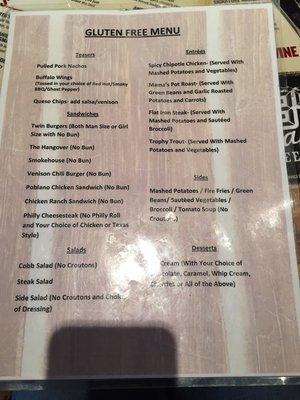 GLUTEN FREE MENU
Teasers
Pulled Pork Nachos
Buffalo Wings
(Tossed in your choice of Red Hot/Smoky
BBQ/Ghost Pepper)
Queso Chips- add salsa/venison
Sandwiches
Twin Burgers (Both Man Size or Girl
Size with No Bun)
The Hangover (No Bun)
Smokehouse (No Bun)
Venison Chili Burger (No Bun)
Poblano Chicken Sandwich (No Bun)
Chicken Ranch Sandwich (No Bun)
Philly Cheesesteak (No Philly Roll
and Your Choice of Chicken or Texas
Style)
Salads
Cobb Salad (No Croutons)
Steak Salad
Side Salad (No Croutons and Choice
of Dressing)
Entrées
Spicy Chipotle Chicken- (Served With
Mashed Potatoes and Vegetables)
Mama's Pot Roast- (Served With
Green Beans and Garlic Roasted
Potatoes and Carrots)
Flat Iron Steak- (Served With
Mashed Potatoes and Sautéed
Broccoli)
Trophy Trout- (Served With Mashed
Potatoes and Vegetables)
Sides
Mashed Potatoes / Fire Fries / Green
Beans/ Sautéed Vegetables /
Broccoli / Tomato Soup (No
Croutons)
Desserts
Cream (With Your Choice of
Chocolate, Caramel, Whip Cream,
Cherries or All of the Above)
WINE